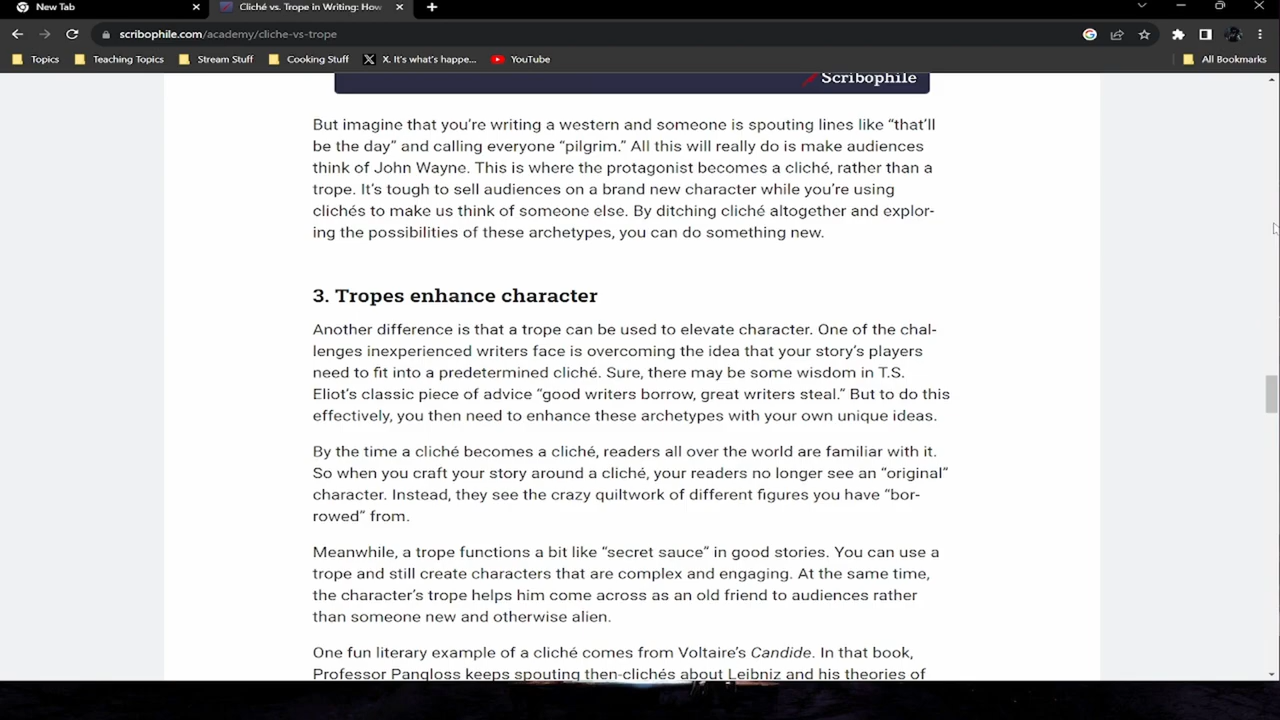 New Tab
Cliché vs. Trope in Writing: How
scribophile.com/academy/cliche-vs-trope
Topics
Teaching Topics
Stream Stuff
Cooking Stuff
X. It's what's happe...
YouTube
All Bookmarks
Scribophile
But imagine that you're writing a western and someone is spouting lines like “that'll
be the day” and calling everyone “pilgrim.” All this will really do is make audiences
think of John Wayne. This is where the protagonist becomes a cliché, rather than a
trope. It's tough to sell audiences on a brand new character while you're using
clichés to make us think of someone else. By ditching cliché altogether and explor-
ing the possibilities of these archetypes, you can do something new.
3. Tropes enhance character
Another difference is that a trope can be used to elevate character. One of the chal-
lenges inexperienced writers face is overcoming the idea that your story's players
need to fit into a predetermined cliché. Sure, there may be some wisdom in T.S.
Eliot's classic piece of advice “good writers borrow, great writers steal.” But to do this
effectively, you then need to enhance these archetypes with your own unique ideas.
By the time a cliché becomes a cliché, readers all over the world are familiar with it.
So when you craft your story around a cliché, your readers no longer see an “original”
character. Instead, they see the crazy quiltwork of different figures you have “bor-
rowed” from.
Meanwhile, a trope functions a bit like “secret sauce” in good stories. You can use a
trope and still create characters that are complex and engaging. At the same time,
the character's trope helps him come across as an old friend to audiences rather
than someone new and otherwise alien.
One fun literary example of a cliché comes from Voltaire's Candide. In that book,
Professor Pangloss keeps spouting then-clichés about Leibniz and his theories of